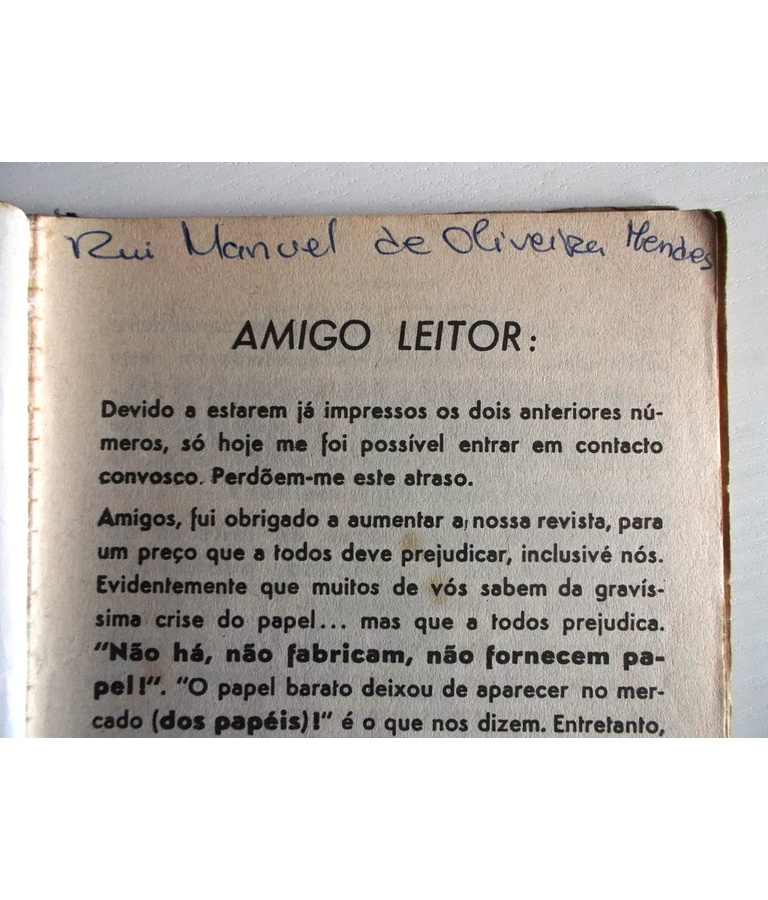 Rui Manuel de Oliveira Mendes
AMIGO LEITOR:
Devido a estarem já impressos os dois anteriores nú-
meros, só hoje me foi possível entrar em contacto
convosco. Perdõem-me este atraso.
Amigos, fui obrigado a aumentar a, nossa revista, para
um preço que a todos deve prejudicar, inclusivé nós.
Evidentemente que muitos de vós sabem da gravís-
sima crise do papel... mas que a todos prejudica.
"Não há, não fabricam, não fornecem pa-
pel!". "O papel barato deixou de aparecer no mer-
cado (dos papéis)!" é o que nos dizem. Entretanto,